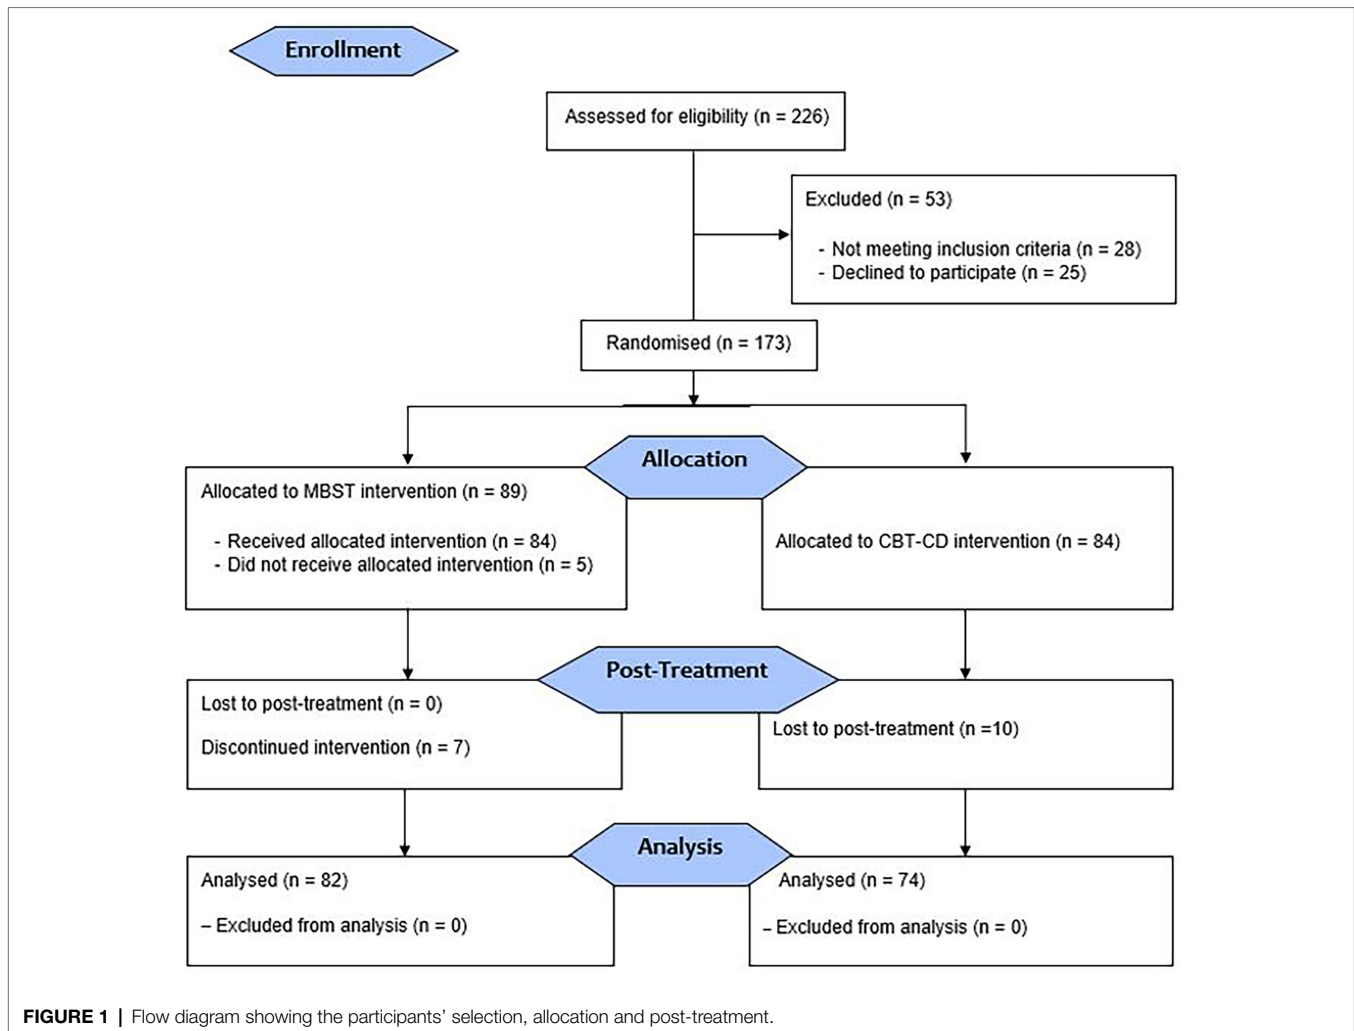 Enrollment
Assessed for eligibility (n = 226)
Excluded (n = 53)
- Not meeting inclusion criteria (n = 28)
- Declined to participate (n = 25)
Randomised (n = 173)
Allocation
Allocated to MBST intervention (n = 89)
- Received allocated intervention (n = 84)
- Did not receive allocated intervention (n = 5)
Allocated to CBT-CD intervention (n = 84)
Post-Treatment
Lost to post-treatment (n = 0)
Discontinued intervention (n = 7)
Lost to post-treatment (n =10)
Analysis
Analysed (n = 82)
– Excluded from analysis (n = 0)
Analysed (n = 74)
– Excluded from analysis (n = 0)
FIGURE 1 | Flow diagram showing the participants’ selection, allocation and post-treatment.